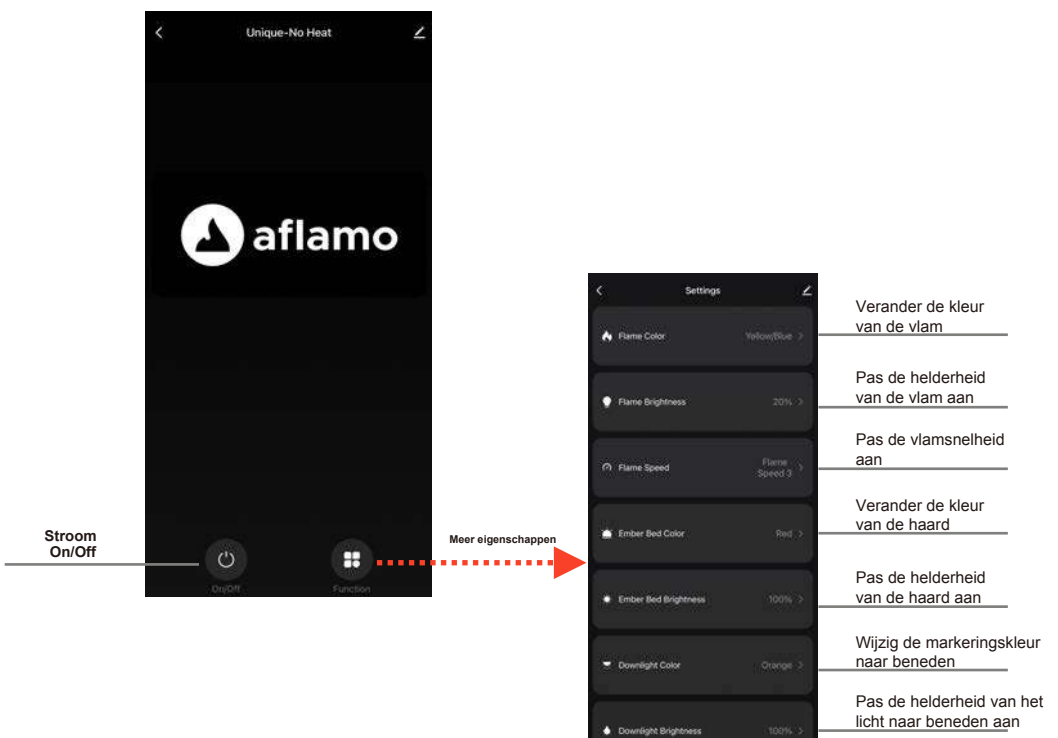 Unique-No Heat
aflamo
Stroom
On/Off
On/Off
Function
Meer eigenschappen
Settings
Flame Color
Yellow/Blue
Verander de kleur
van de vlam
Flame Brightness
20%
Pas de helderheid
van de vlam aan
Flame Speed
Flame
Speed 3
Pas de vlamsnelheid
aan
Ember Bed Color
Red
Verander de kleur
van de haard
Ember Bed Brightness
100%
Pas de helderheid
van de haard aan
Downlight Color
Orange
Wijzig de markeringskleur
naar beneden
Downlight Brightness
100%
Pas de helderheid van het
licht naar beneden aan